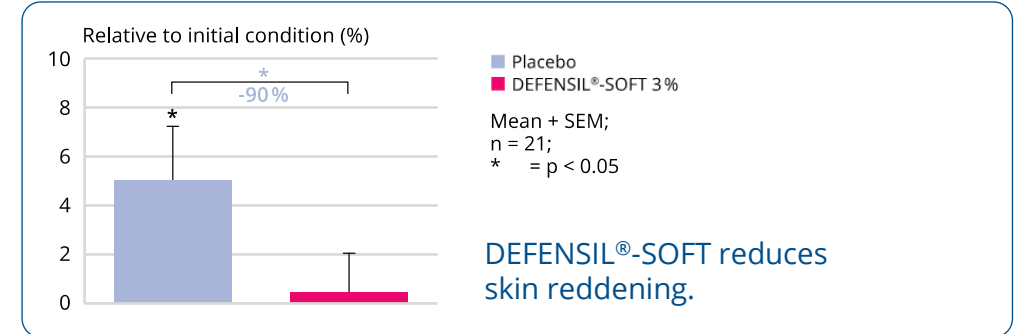 Relative to initial condition (%)
10
8
6
4
2
0
*
-90%
*
Placebo
DEFENSIL®-SOFT 3%
Mean + SEM;
n = 21;
* = p < 0.05
DEFENSIL®-SOFT reduces
skin reddening.